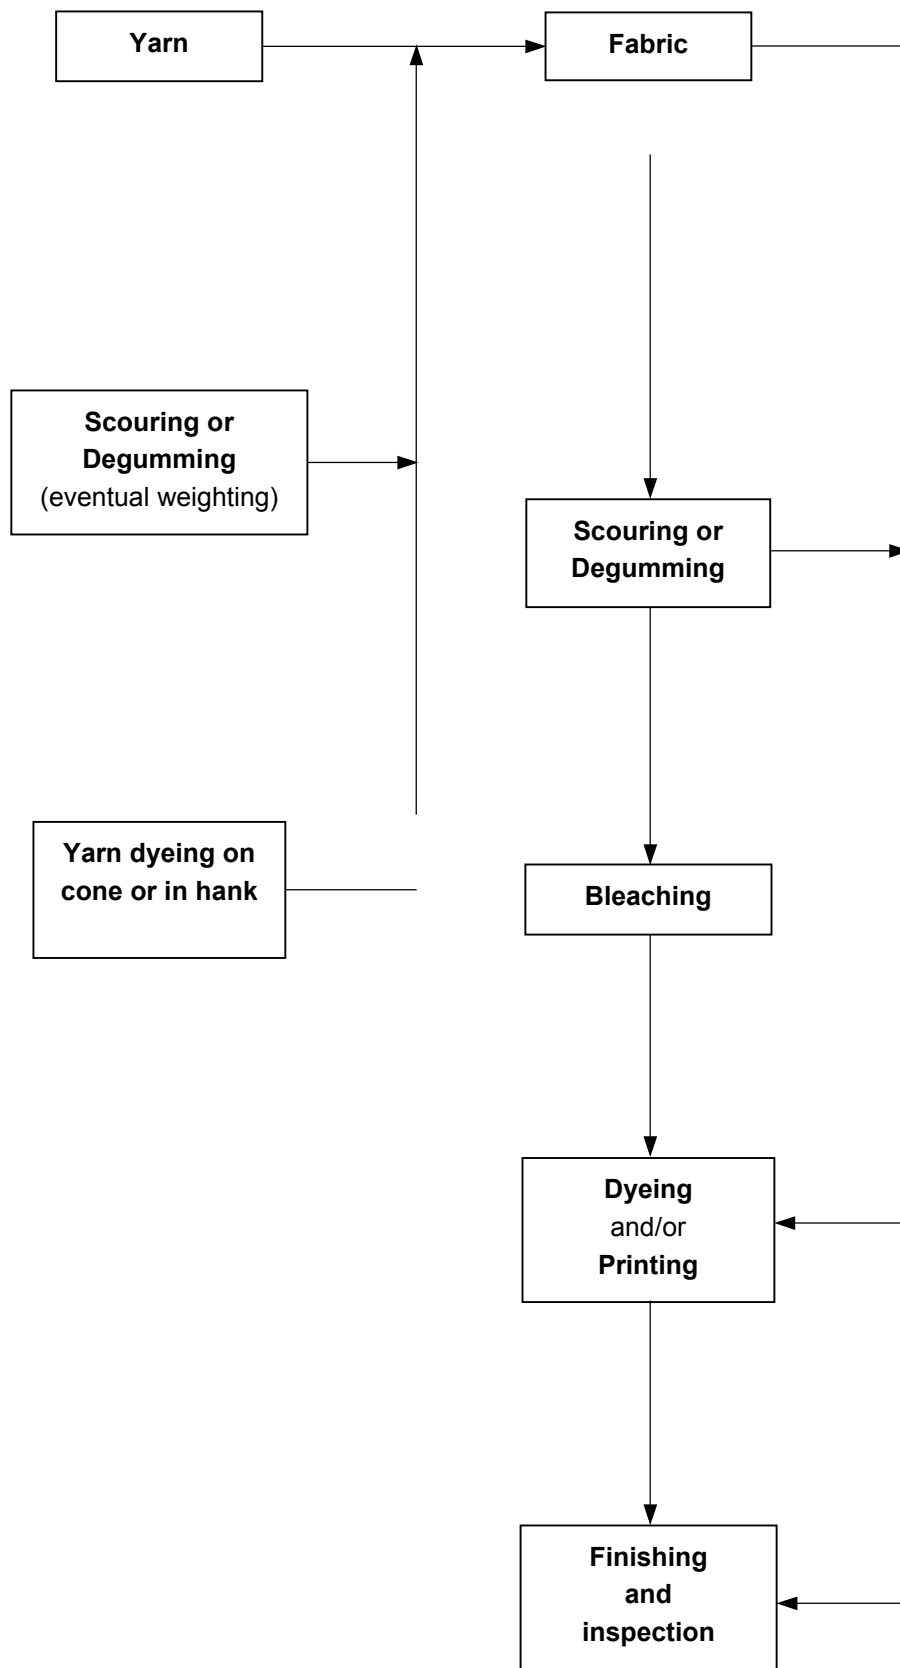 Yarn
Fabric
Scouring or
Degumming
(eventual weighting)
Scouring or
Degumming
Yarn dyeing on
cone or in hank
Bleaching
Dyeing
and/or
Printing
Finishing
and
inspection